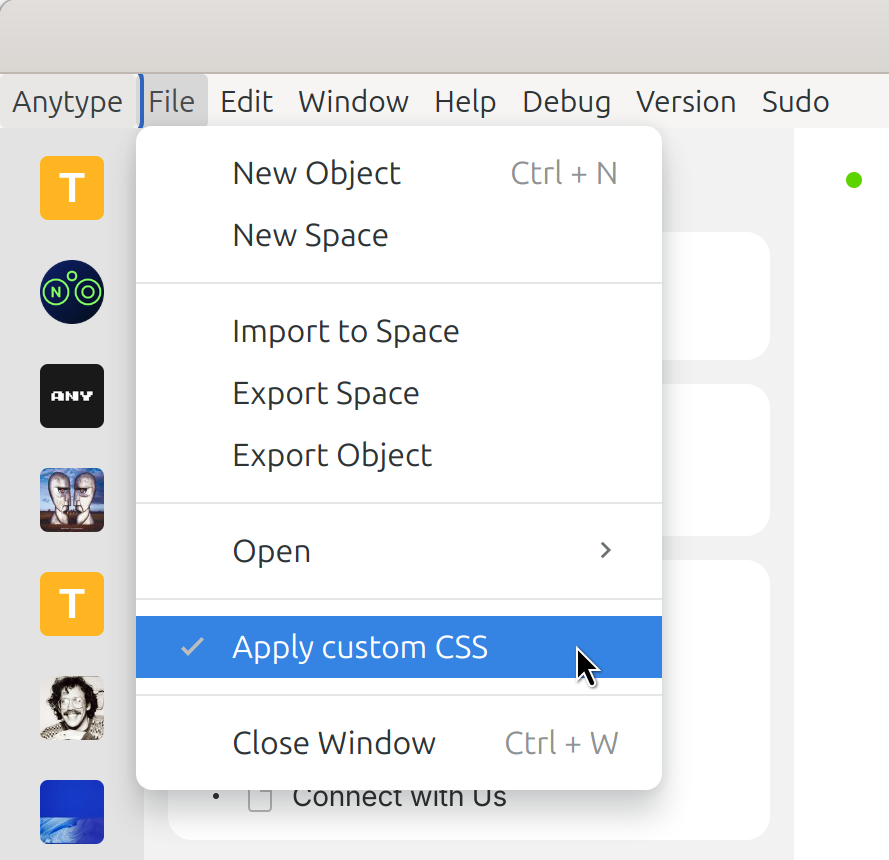 Anytype File Edit Window Help Debug Version Sudo
T
N
ANY
T
New Object Ctrl + N
New Space
Import to Space
Export Space
Export Object
Open
Apply custom CSS
Close Window Ctrl + W
Connect with Us